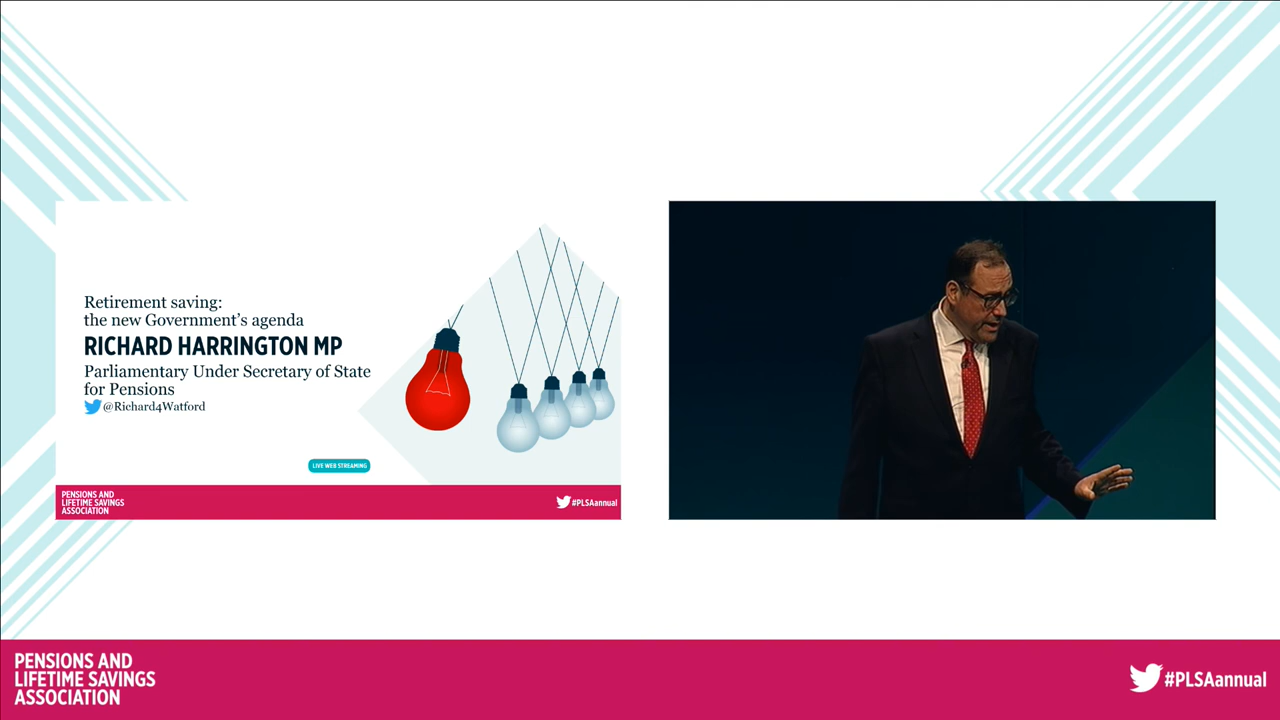 Retirement saving:
the new Government's agenda
RICHARD HARRINGTON MP
Parliamentary Under Secretary of State
for Pensions
@Richard4Watford
LIVE WEB STREAMING
PENSIONS AND
LIFETIME SAVINGS
ASSOCIATION
#PLSAannual
PENSIONS AND
LIFETIME SAVINGS
ASSOCIATION
#PLSAannual